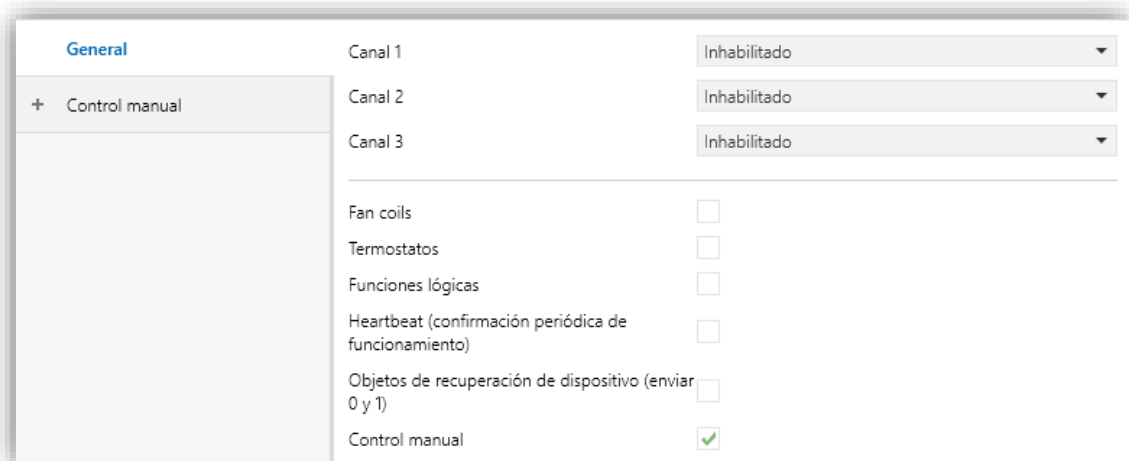 General
+ Control manual
Canal 1 Inhabilitado
Canal 2 Inhabilitado
Canal 3 Inhabilitado
Fan coils
Termostatos
Funciones lógicas
Heartbeat (confirmación periódica de
funcionamiento)
Objetos de recuperación de dispositivo (enviar
0 y 1)
Control manual